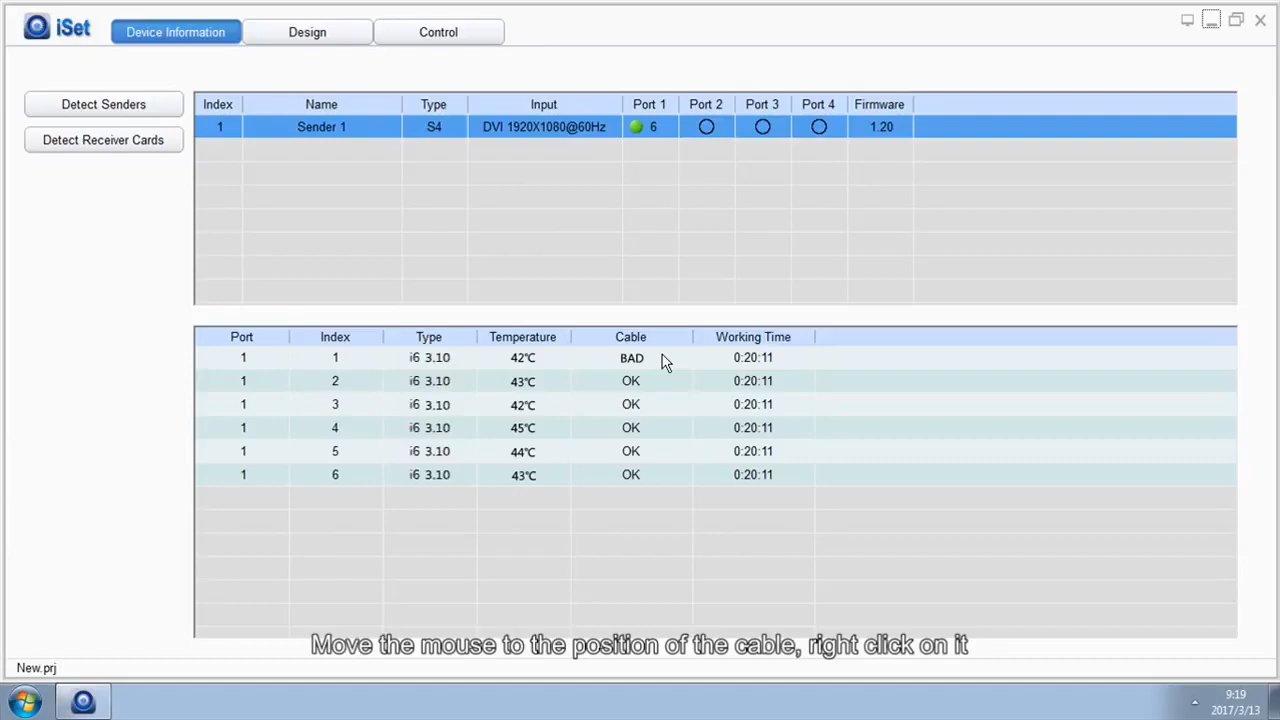 iSet Device Information Design Control
Detect Senders
Detect Receiver Cards
Index Name Type Input Port 1 Port 2 Port 3 Port 4 Firmware
1 Sender 1 S4 DVI 1920X1080@60Hz 6 1.20
Port Index Type Temperature Cable Working Time
1 1 i6 3.10 42℃ BAD 0:20:11
1 2 i6 3.10 43℃ OK 0:20:11
1 3 i6 3.10 42℃ OK 0:20:11
1 4 i6 3.10 45℃ OK 0:20:11
1 5 i6 3.10 44℃ OK 0:20:11
1 6 i6 3.10 43℃ OK 0:20:11
Move the mouse to the position of the cable, right click on it
New.prj
9:19
2017/3/13